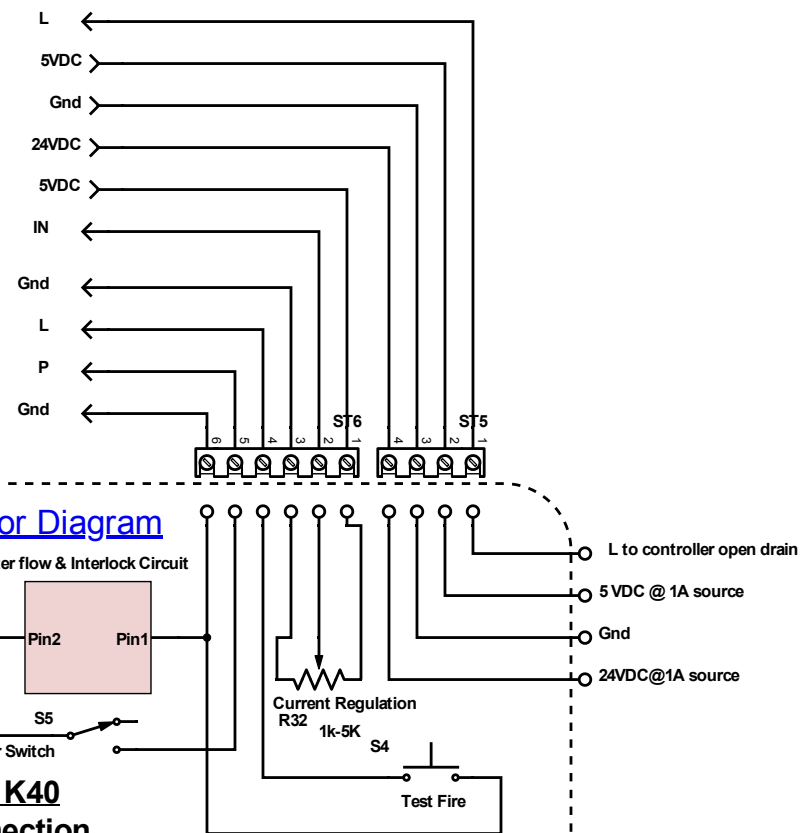 L
5VDC
Gnd
24VDC
5VDC
IN
Gnd
L
P
Gnd
ST6 ST5
6 5 4 3 2 1 4 3 2 1
or Diagram
er flow & Interlock Circuit
L to controller open drain
5 VDC @ 1A source
Gnd
24VDC@1A source
Pin2 Pin1
Current Regulation
R32
1k-5K
S5
Switch
S4
Test Fire
K40
nection